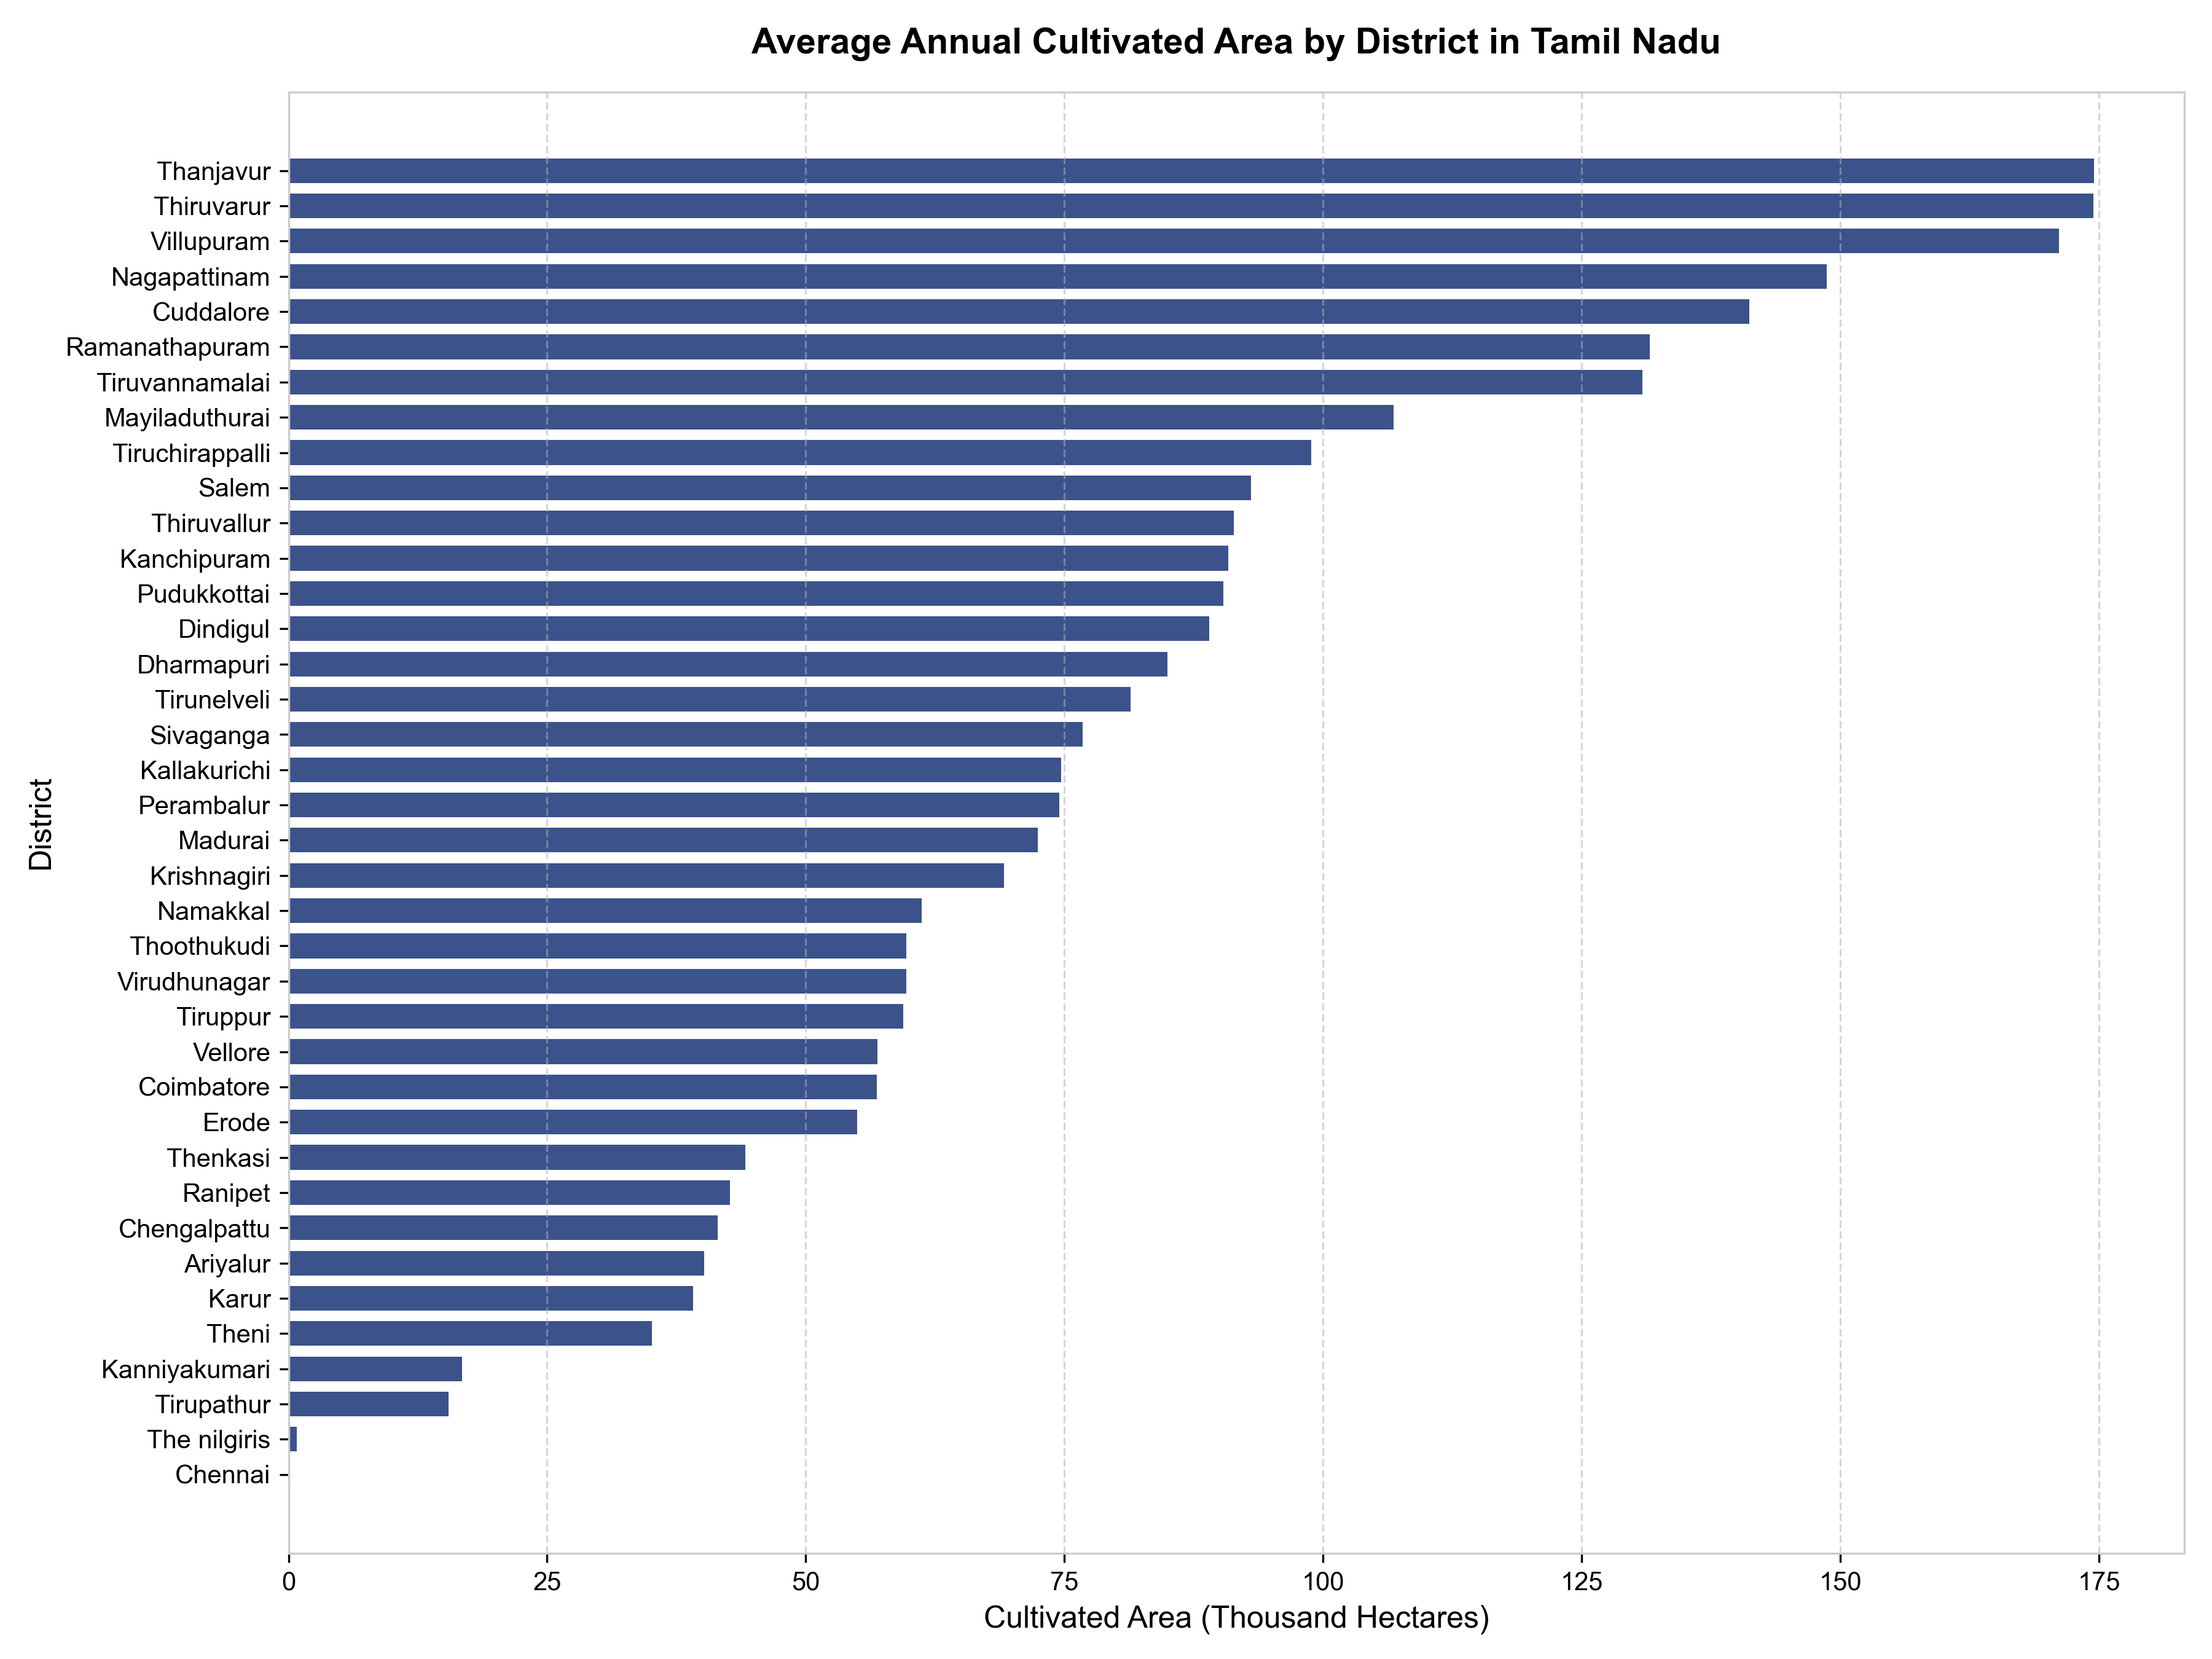 Average Annual Cultivated Area by District in Tamil Nadu
Thanjavur
Thiruvarur
Villupuram
Nagapattinam
Cuddalore
Ramanathapuram
Tiruvannamalai
Mayiladuthurai
Tiruchirappalli
Salem
Thiruvallur
Kanchipuram
Pudukkottai
Dindigul
Dharmapuri
Tirunelveli
Sivaganga
Kallakurichi
Perambalur
Madurai
Krishnagiri
Namakkal
Thoothukudi
Virudhunagar
Tiruppur
Vellore
Coimbatore
Erode
Thenkasi
Ranipet
Chengalpattu
Ariyalur
Karur
Theni
Kanniyakumari
Tirupathur
The nilgiris
Chennai
District
0 25 50 75 100 125 150 175
Cultivated Area (Thousand Hectares)